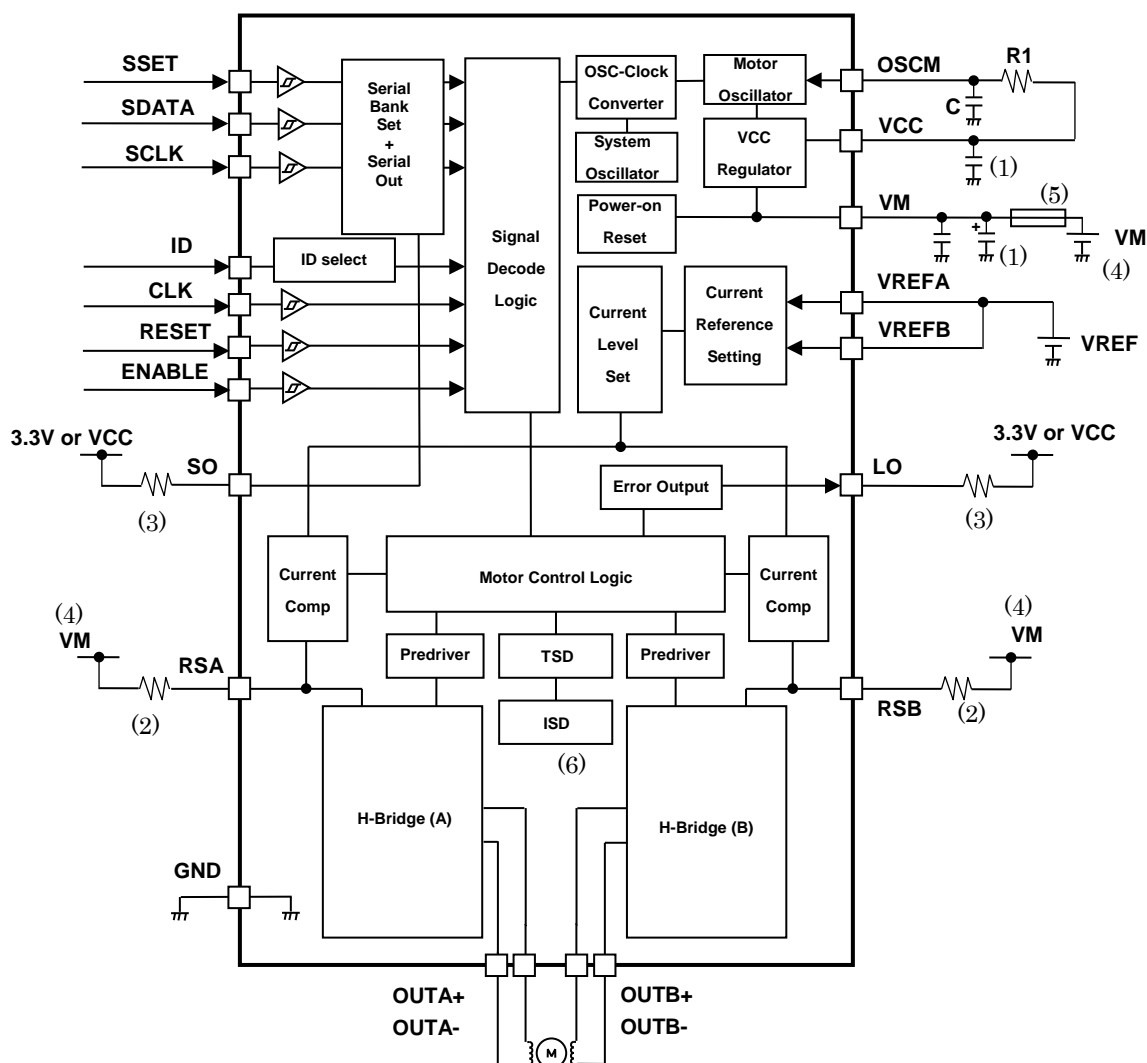 SSET
SDATA
SCLK
ID
CLK
RESET
ENABLE
3.3V or VCC
SO
(3)
(4)
VM
RSA
(2)
GND
Serial
Bank
Set
+
Serial
Out
ID select
Signal
Decode
Logic
OSC-Clock
Converter
System
Oscillator
Motor
Oscillator
VCC
Regulator
Power-on
Reset
Current
Level
Set
Current
Reference
Setting
Error Output
Current
Comp
Motor Control Logic
Current
Comp
Predriver
TSD
Predriver
ISD
(6)
H-Bridge (A)
H-Bridge (B)
OSCM
R1
C
VCC
(1)
VM
(5)
+
(1)
VM
(4)
VREFA
VREFB
VREF
3.3V or VCC
LO
(3)
(4)
VM
RSB
(2)
OUTA+
OUTA-
OUTB+
OUTB-
M